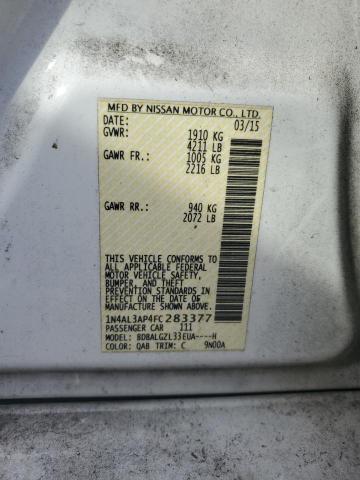 MFD BY NISSAN MOTOR CO., LTD.
DATE: 03/15
GVWR: 1910 KG
4211 LB
GAWR FR.: 1005 KG
2216 LB
GAWR RR.: 940 KG
2072 LB
THIS VEHICLE CONFORMS TO
ALL APPLICABLE FEDERAL
MOTOR VEHICLE SAFETY,
BUMPER, AND THEFT
PREVENTION STANDARDS IN
EFFECT ON THE DATE OF
MANUFACTURE SHOWN ABOVE.
1N4AL3AP4FC283377
PASSENGER CAR 111
MODEL: BDBALGZL33EUA----H
COLOR: QAB TRIM: C 9N00A